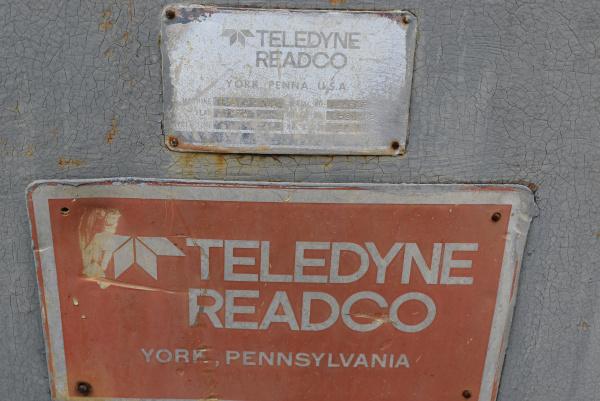 TELEDYNE
READCO
YORK, PENNA. U.S.A.
TELEDYNE
READCO
YORK, PENNSYLVANIA